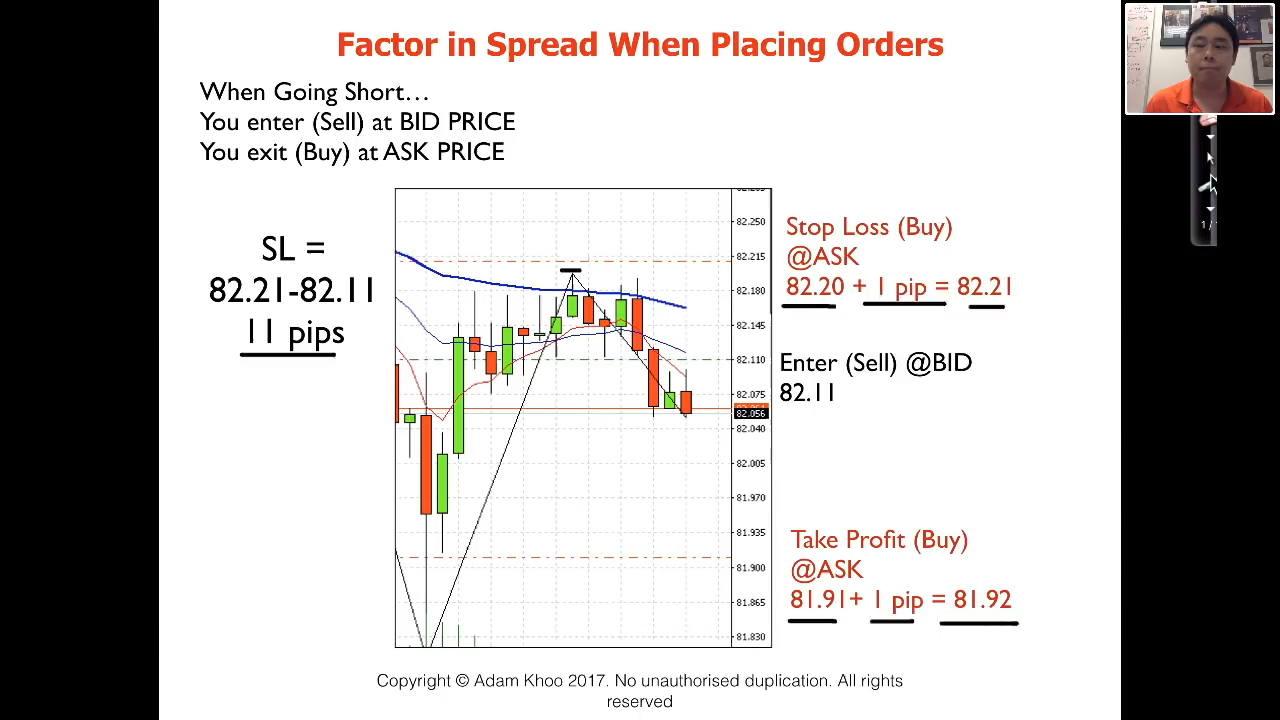 Factor in Spread When Placing Orders
When Going Short...
You enter (Sell) at BID PRICE
You exit (Buy) at ASK PRICE
SL =
82.21-82.11
11 pips
82.250
82.215
82.180
82.145
82.110
82.075
82.056
82.040
82.005
81.970
81.935
81.900
81.865
81.830
Stop Loss (Buy)
@ASK
82.20 + 1 pip = 82.21
Enter (Sell) @BID
82.11
Take Profit (Buy)
@ASK
81.91+ 1 pip = 81.92
1/
Copyright © Adam Khoo 2017. No unauthorised duplication. All rights
reserved